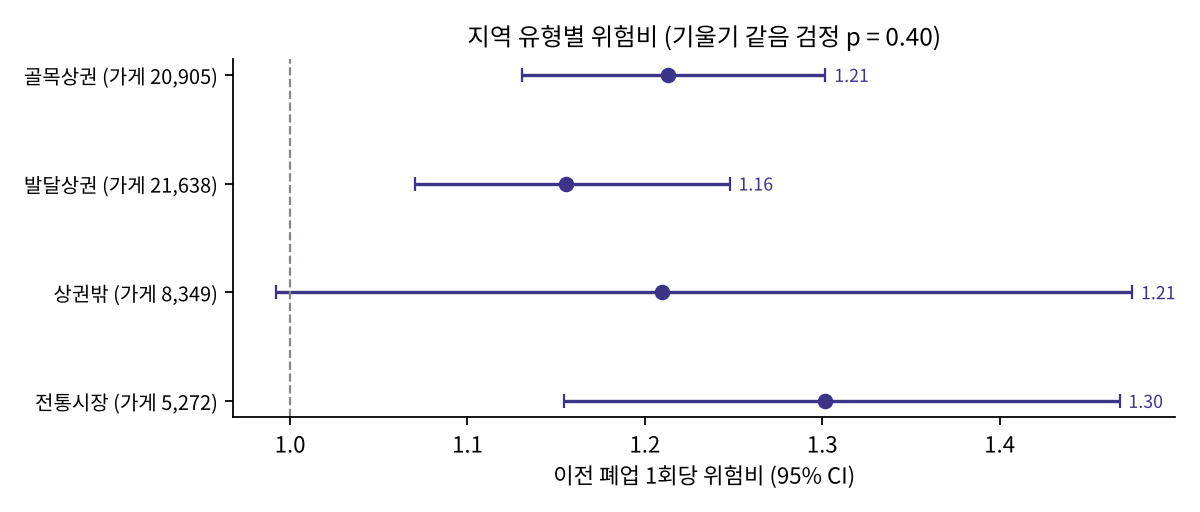 지역 유형별 위험비 (기울기 같음 검정 p = 0.40)
골목상권 (가게 20,905)
1.21
발달상권 (가게 21,638)
1.16
상권밖 (가게 8,349)
1.21
전통시장 (가게 5,272)
1.30
1.0 1.1 1.2 1.3 1.4
이전 폐업 1회당 위험비 (95% CI)